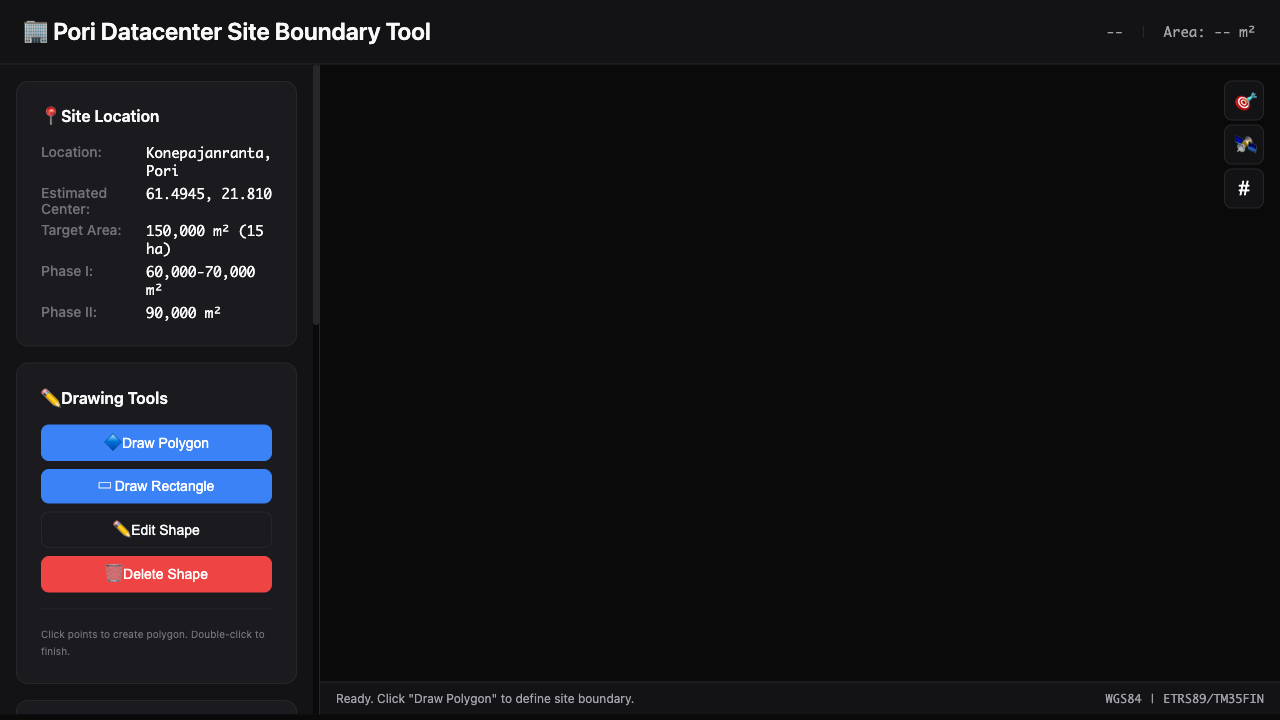 Pori Datacenter Site Boundary Tool
-- Area: -- m²
Site Location
Location: Konepajanranta,
Pori
Estimated
Center: 61.4945, 21.810
Target Area: 150,000 m² (15
ha)
Phase I: 60,000-70,000
m²
Phase II: 90,000 m²
Drawing Tools
Draw Polygon
Draw Rectangle
Edit Shape
Delete Shape
Click points to create polygon. Double-click to
finish.
#
Ready. Click "Draw Polygon" to define site boundary.
WGS84 | ETRS89/TM35FIN